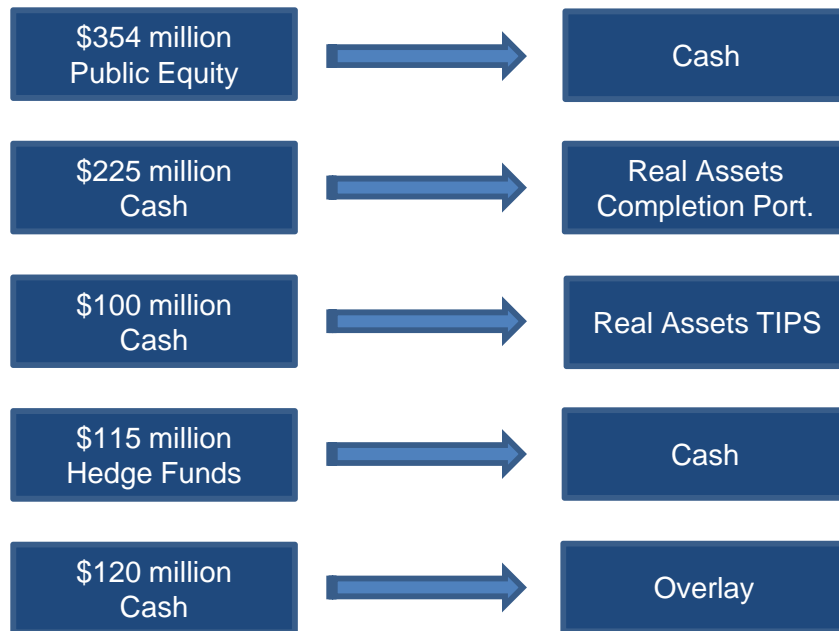 $354 million
Public Equity
Cash
$225 million
Cash
Real Assets
Completion Port.
$100 million
Cash
Real Assets TIPS
$115 million
Hedge Funds
Cash
$120 million
Cash
Overlay